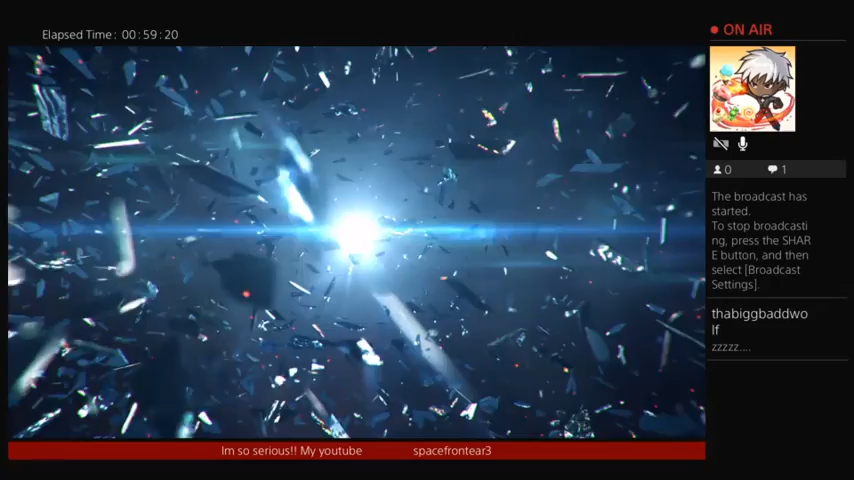 Elapsed Time: 00:59:20
ON AIR
0 1
The broadcast has
started.
To stop broadcasti
ng, press the SHAR
E button, and then
select [Broadcast
Settings].
thabiggbaddwo
lf
zzzzz....
Im so serious!! My youtube spacefrontear3